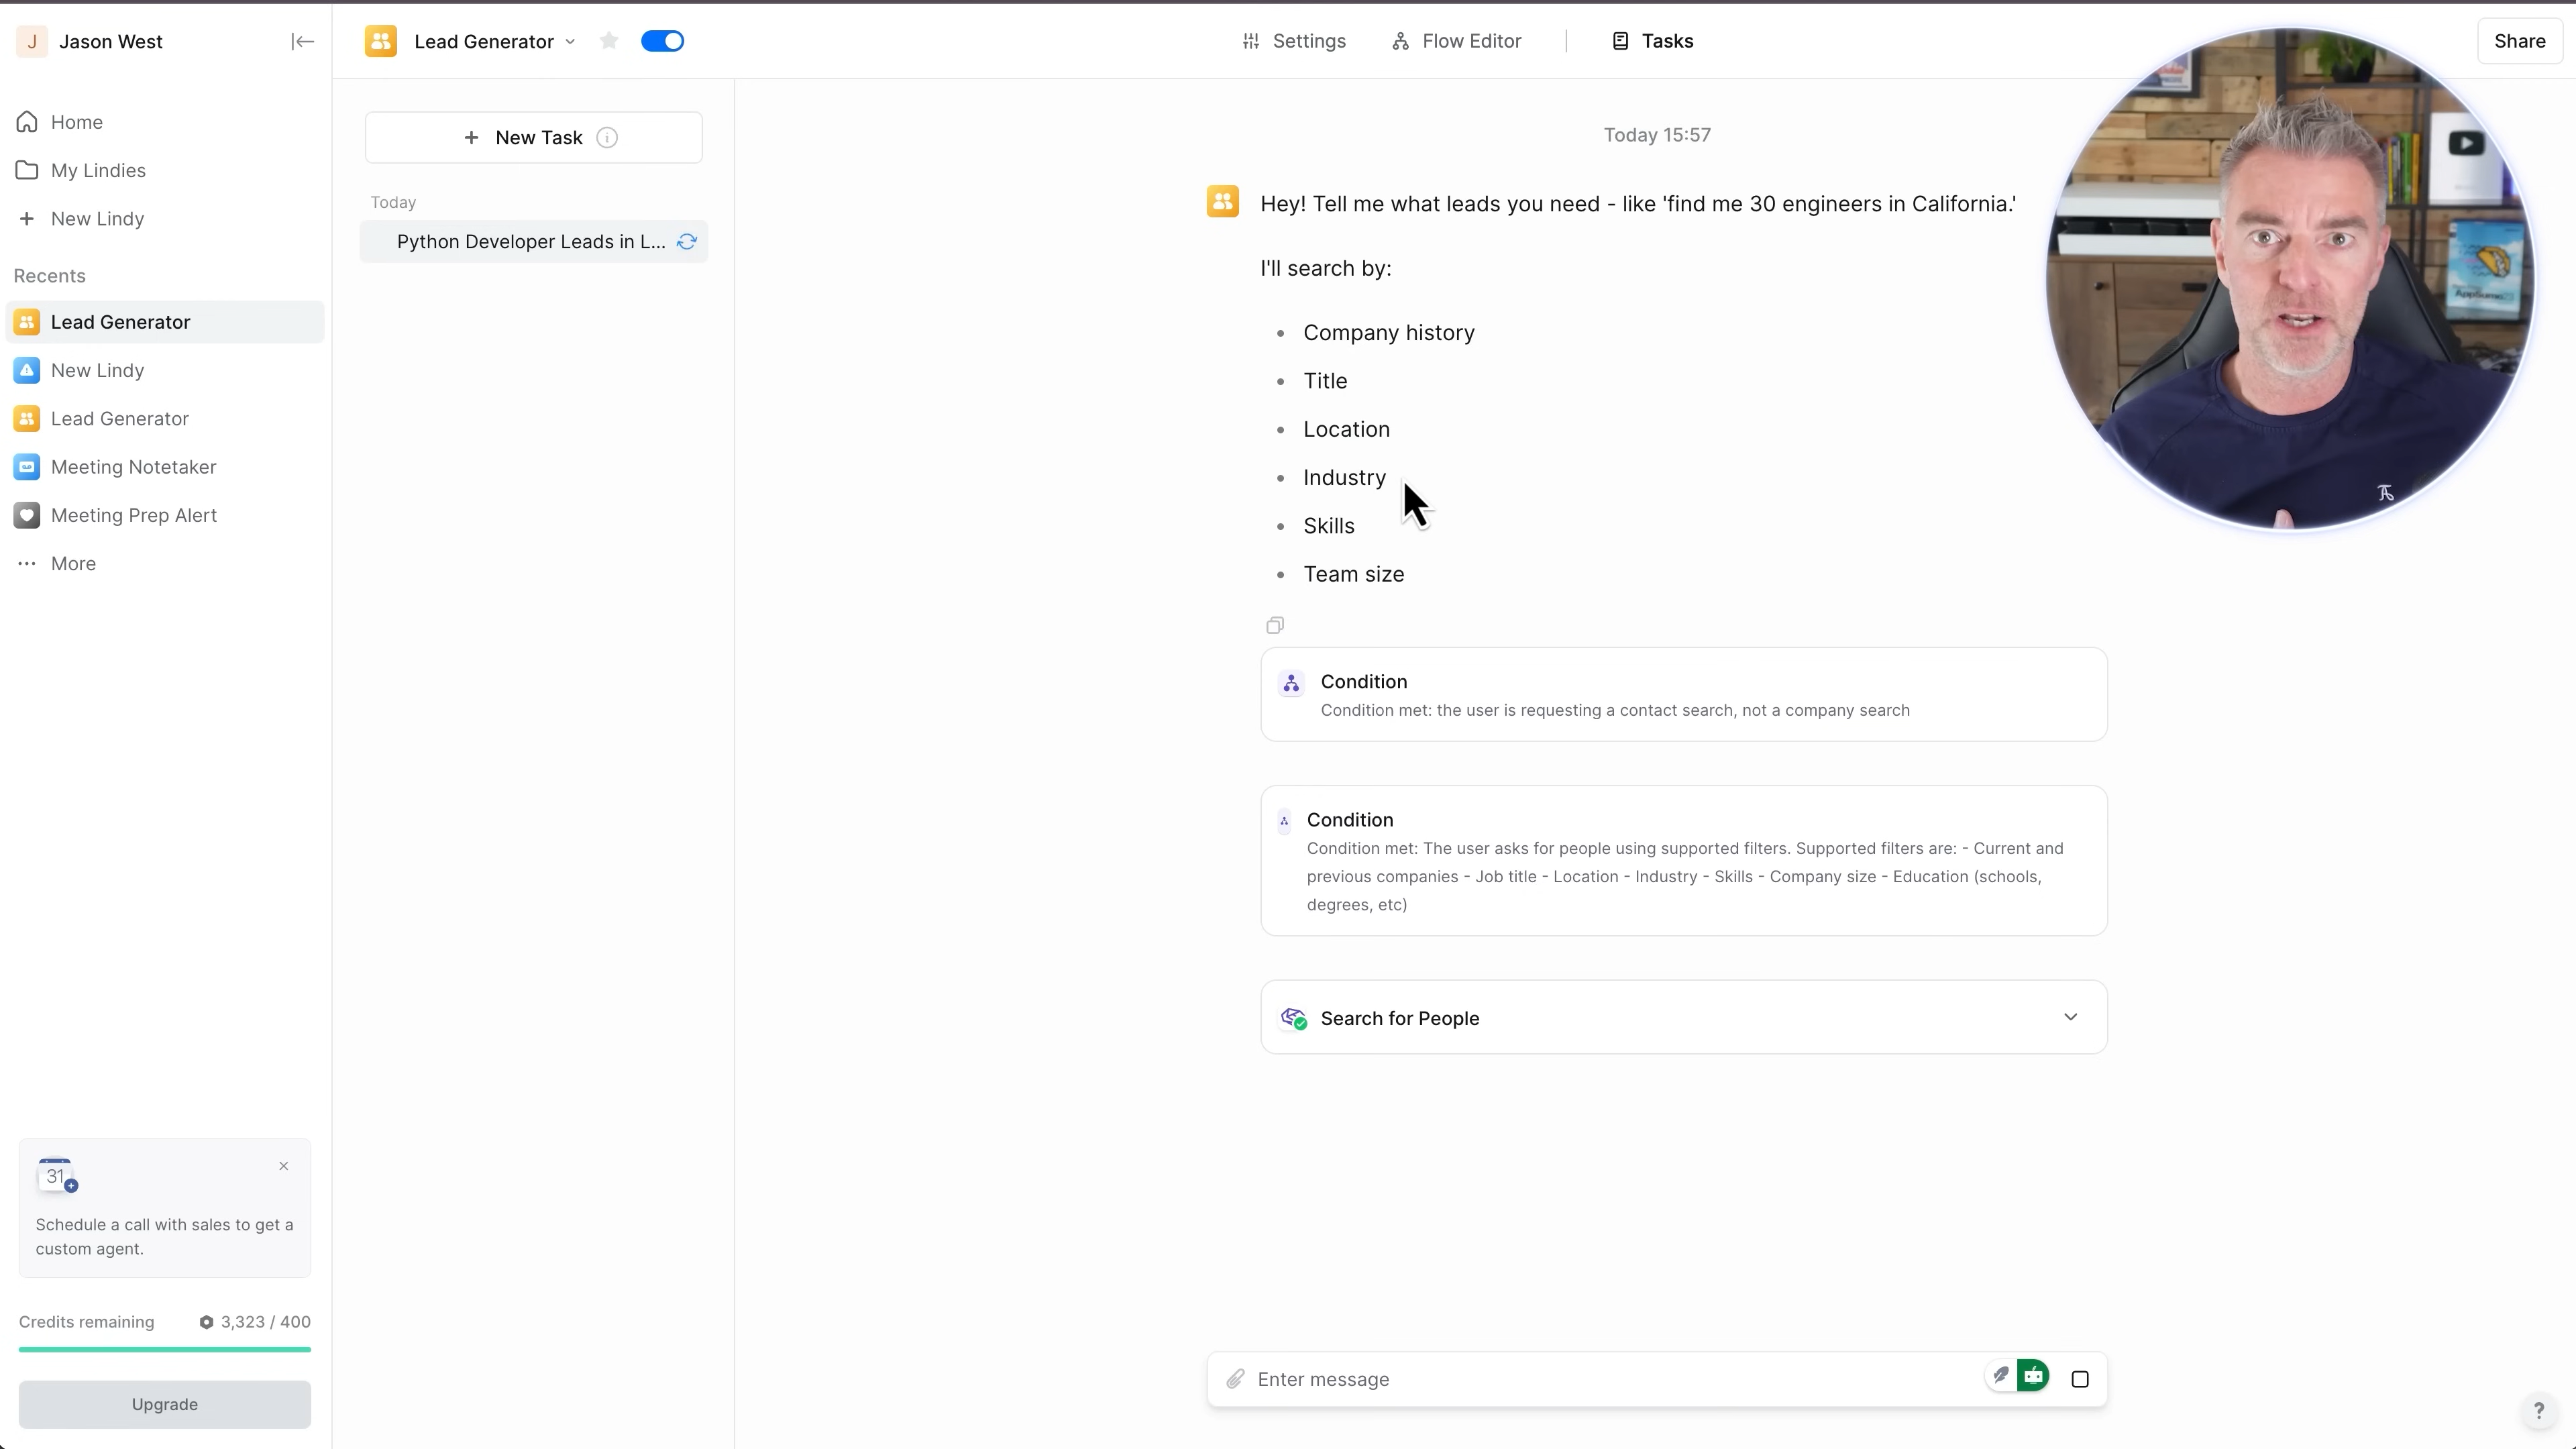 J Jason West
Home
My Lindies
New Lindy
Recents
Lead Generator
New Lindy
Lead Generator
Meeting Notetaker
Meeting Prep Alert
More
31
Schedule a call with sales to get a
custom agent.
Credits remaining 3,323 / 400
Upgrade
Lead Generator
Settings
Flow Editor
Tasks
Share
New Task
Today
Python Developer Leads in L...
Today 15:57
Hey! Tell me what leads you need - like 'find me 30 engineers in California.'
I'll search by:
• Company history
• Title
• Location
• Industry
• Skills
• Team size
Condition
Condition met: the user is requesting a contact search, not a company search
Condition
Condition met: The user asks for people using supported filters. Supported filters are: - Current and
previous companies - Job title - Location - Industry - Skills - Company size - Education (schools,
degrees, etc)
Search for People
Enter message
?